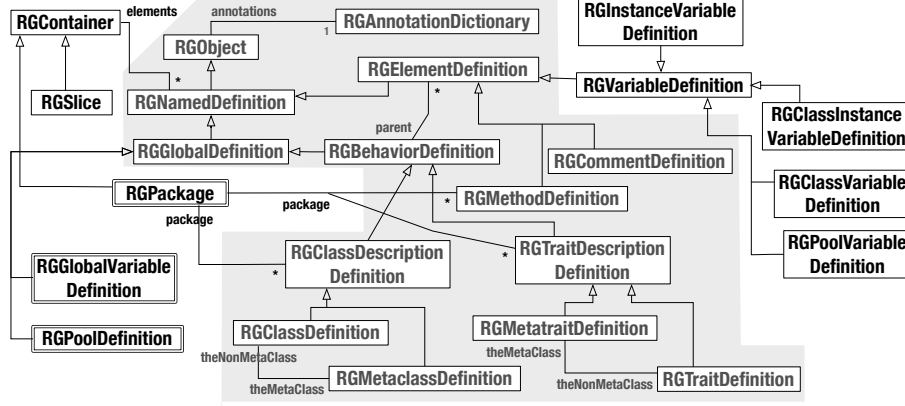 RGContainer
elements
annotations
RGAnnotationDictionary
1
RGInstanceVariable
Definition
RGObject
RGElementDefinition
RGVariableDefinition
RGSlice
*
RGNamedDefinition
*
RGClassInstance
VariableDefinition
parent
RGGlobalDefinition
RGBehaviorDefinition
RGCommentDefinition
RGPackage
package
package
*
RGMethodDefinition
RGClassVariable
Definition
RGClassDescription
Definition
*
RGTraitDescription
Definition
*
RGPoolVariable
Definition
RGGlobalVariable
Definition
RGClassDefinition
RGMetatraitDefinition
RGPoolDefinition
theNonMetaClass
theMetaClass
RGMetaclassDefinition
theMetaClass
theNonMetaClass
RGTraitDefinition